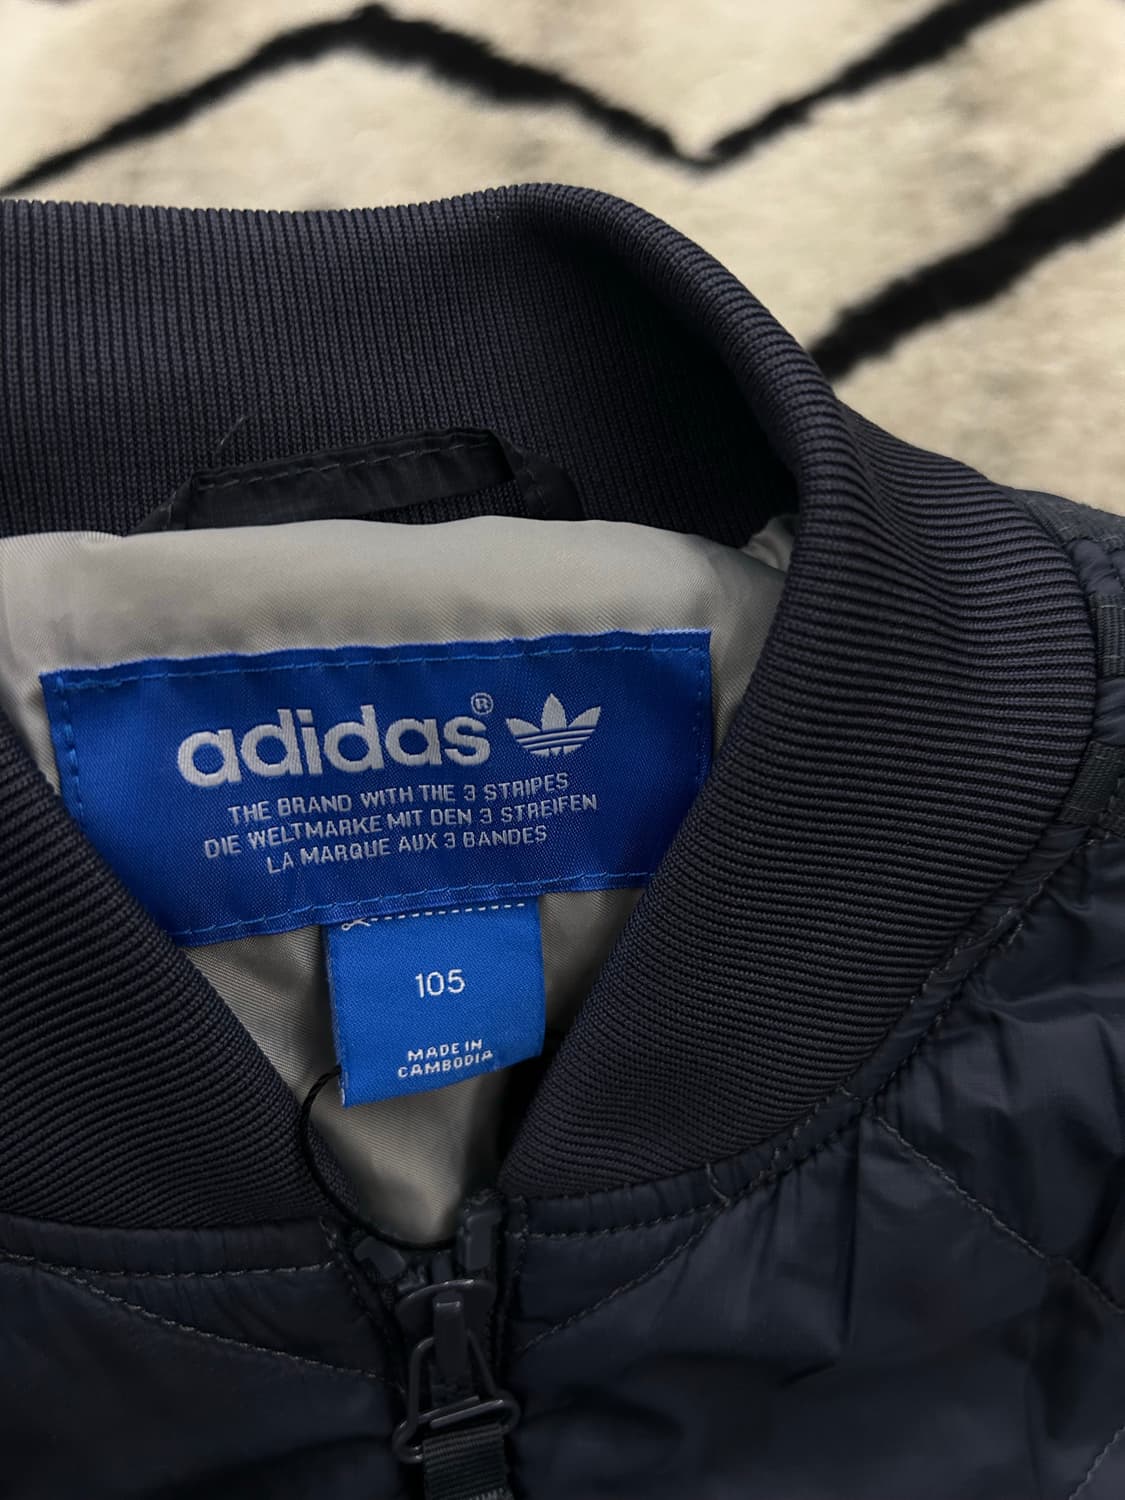 adidas®
THE BRAND WITH THE 3 STRIPES
DIE WELTMARKE MIT DEN 3 STREIFEN
LA MARQUE AUX 3 BANDES
105
MADE IN
CAMBODIA